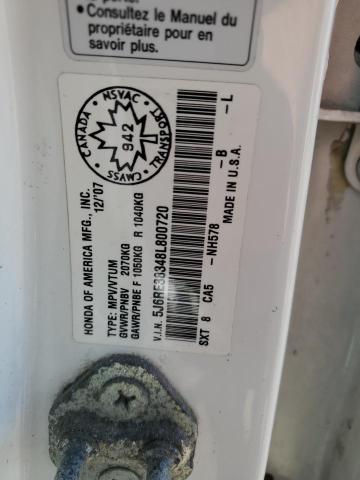 •Consultez le Manuel du
propriétaire pour en
savoir plus.
HONDA OF AMERICA MFG., INC.
12/'07
TYPE: MPV/VTUM
GVWR/PNBV 2070KG
GAWR/PNBE F 1050KG R 1040KG
V.I.N. 5J6RE38348L800720
SXT 8 CA5 -NH578 -B -L
MADE IN U.S.A.
CANADA
NSVAC
TRANSPORT
CMVSS
942